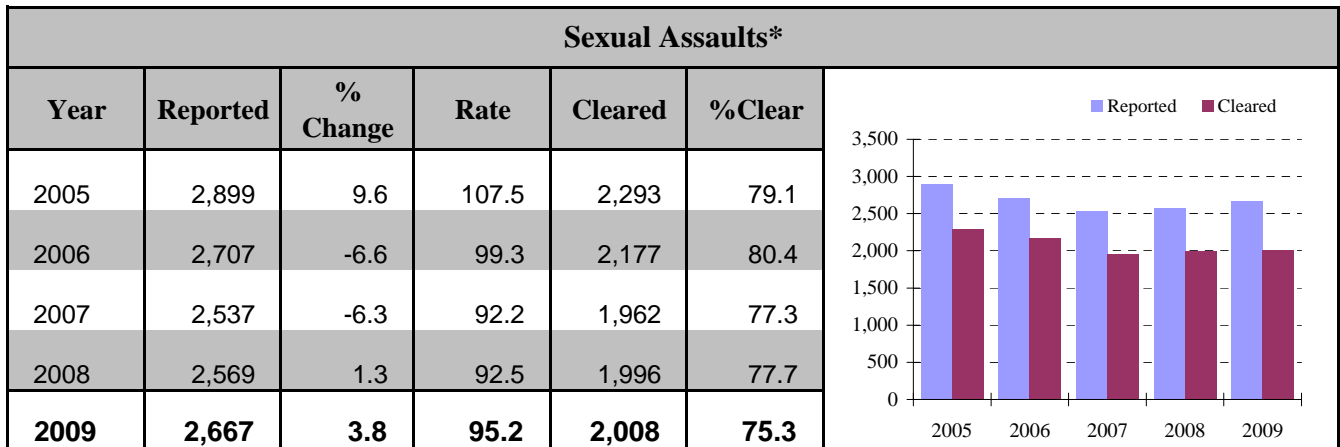 Sexual Assaults*
Year Reported % Change Rate Cleared %Clear
2005 2,899 9.6 107.5 2,293 79.1
2006 2,707 -6.6 99.3 2,177 80.4
2007 2,537 -6.3 92.2 1,962 77.3
2008 2,569 1.3 92.5 1,996 77.7
2009 2,667 3.8 95.2 2,008 75.3
Reported Cleared
3,500
3,000
2,500
2,000
1,500
1,000
500
0
2005 2006 2007 2008 2009